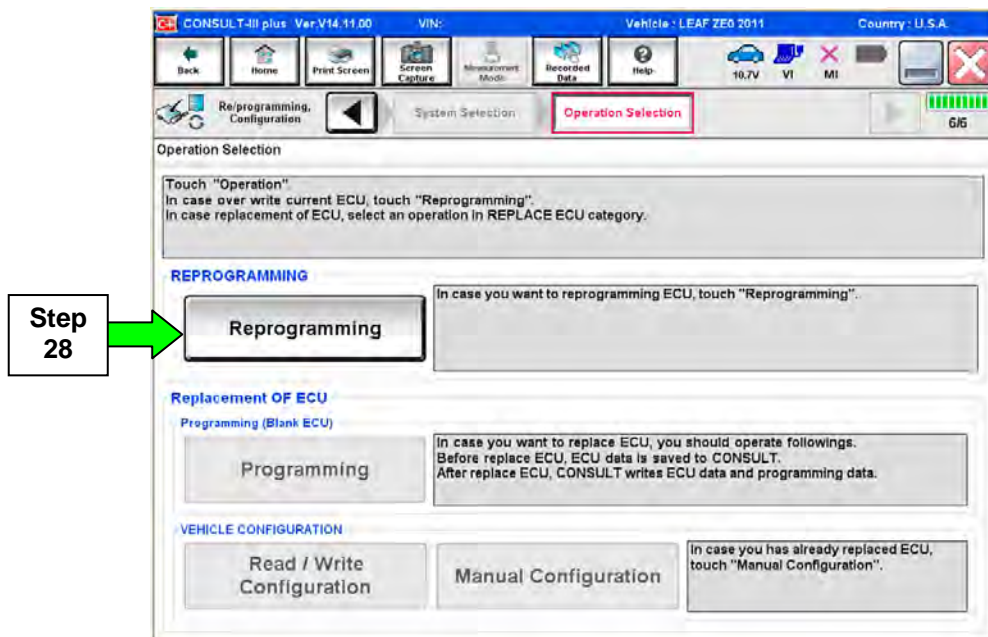 CONSULT-III plus Ver.V14.11.00 VIN: Vehicle : LEAF ZE0 2011 Country : U.S.A.
Back Home Print Screen Screen Capture Measurement Mode Recorded Data Help 10.7V VI MI
Re/programming, Configuration System Selection Operation Selection 6/6
Operation Selection
Touch "Operation".
In case over write current ECU, touch "Reprogramming".
In case replacement of ECU, select an operation in REPLACE ECU category.
REPROGRAMMING
Step
28
Reprogramming
In case you want to reprogramming ECU, touch "Reprogramming".
Replacement OF ECU
Programming (Blank ECU)
Programming
In case you want to replace ECU, you should operate followings.
Before replace ECU, ECU data is saved to CONSULT.
After replace ECU, CONSULT writes ECU data and programming data.
VEHICLE CONFIGURATION
Read / Write
Configuration
Manual Configuration
In case you has already replaced ECU,
touch "Manual Configuration".